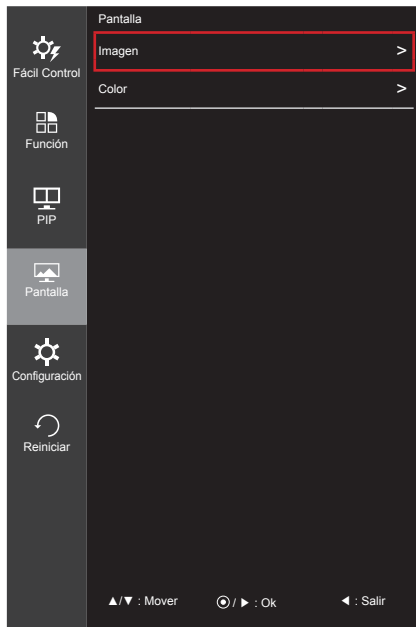 Fácil Control
Función
PIP
Pantalla
Configuración
Reiniciar
Pantalla
Imagen >
Color >
▲/▼ : Mover ⦿/ ▶ : Ok ◀ : Salir